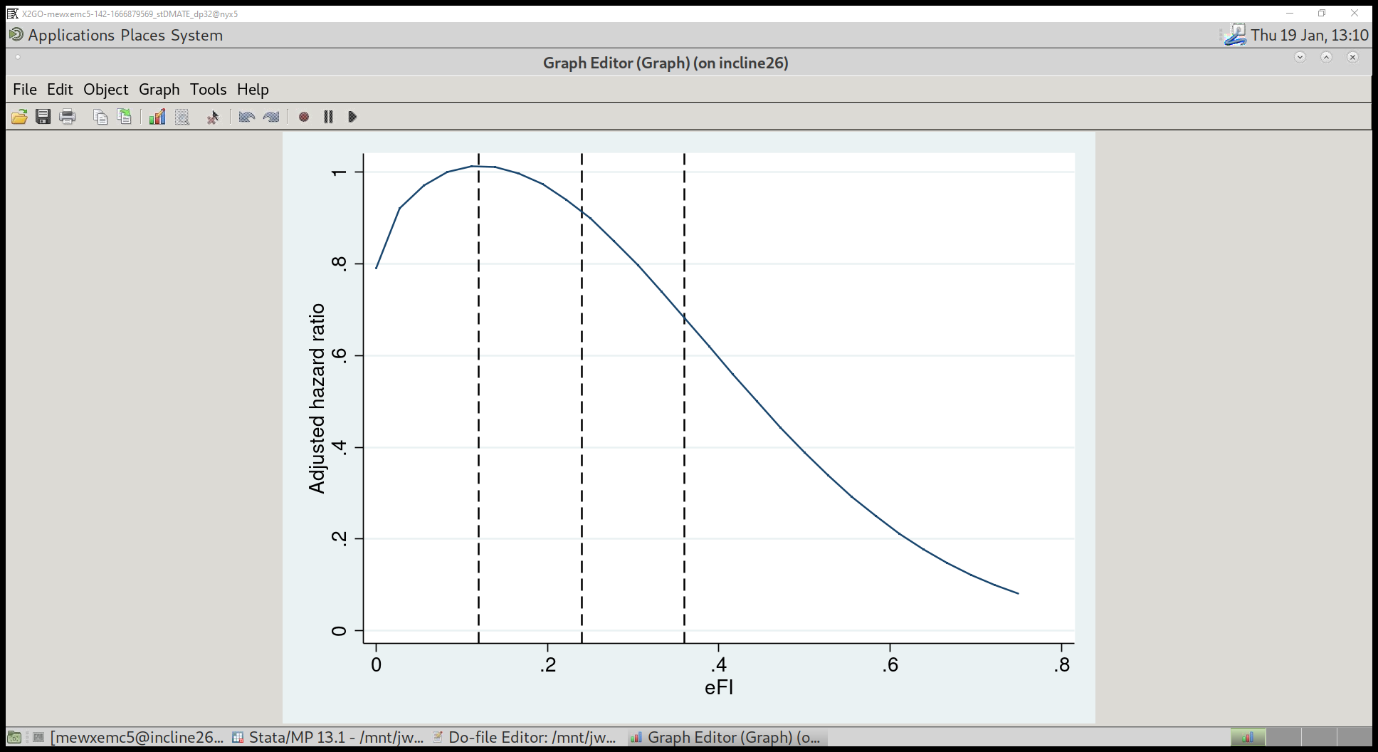 X2GO-mewxemc5-142-1666879569_stDMATE_dp32@nyx5
Applications Places System
Thu 19 Jan, 13:10
Graph Editor (Graph) (on incline26)
File Edit Object Graph Tools Help
1
.8
.6
.4
.2
0
Adjusted hazard ratio
0 .2 .4 .6 .8
eFI
[mewxemc5@incline26... Stata/MP 13.1 - /mnt/jw... Do-file Editor: /mnt/jw... Graph Editor (Graph) (o...